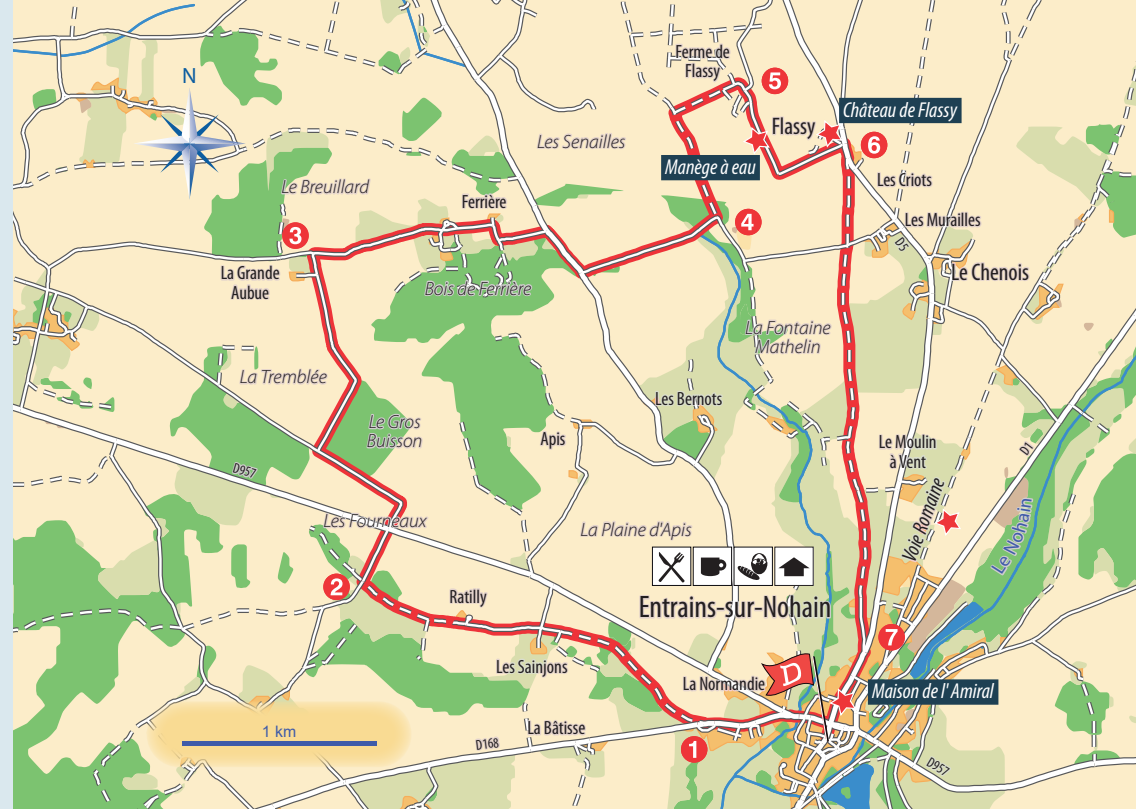 Ferme de
Flassy
5
Château de Flassy
N
Les Senailles
Flassy
6
Manège à eau
Les Criots
Le Breuillard
Ferrière
4
Les Murailles
3
D5
La Grande
Aubue
Le Chenois
Bois de Ferrière
La Fontaine
Mathelin
La Tremblée
Les Bernots
Le Gros
Buisson
Apis
Le Moulin
à Vent
D1
D957
Voie Romaine
Les Fourneaux
La Plaine d'Apis
Le Nohain
2
Ratilly
Entrains-sur-Nohain
7
Les Sainjons
La Normandie
D
Maison de l' Amiral
1 km
La Bâtisse
D168
1
D957